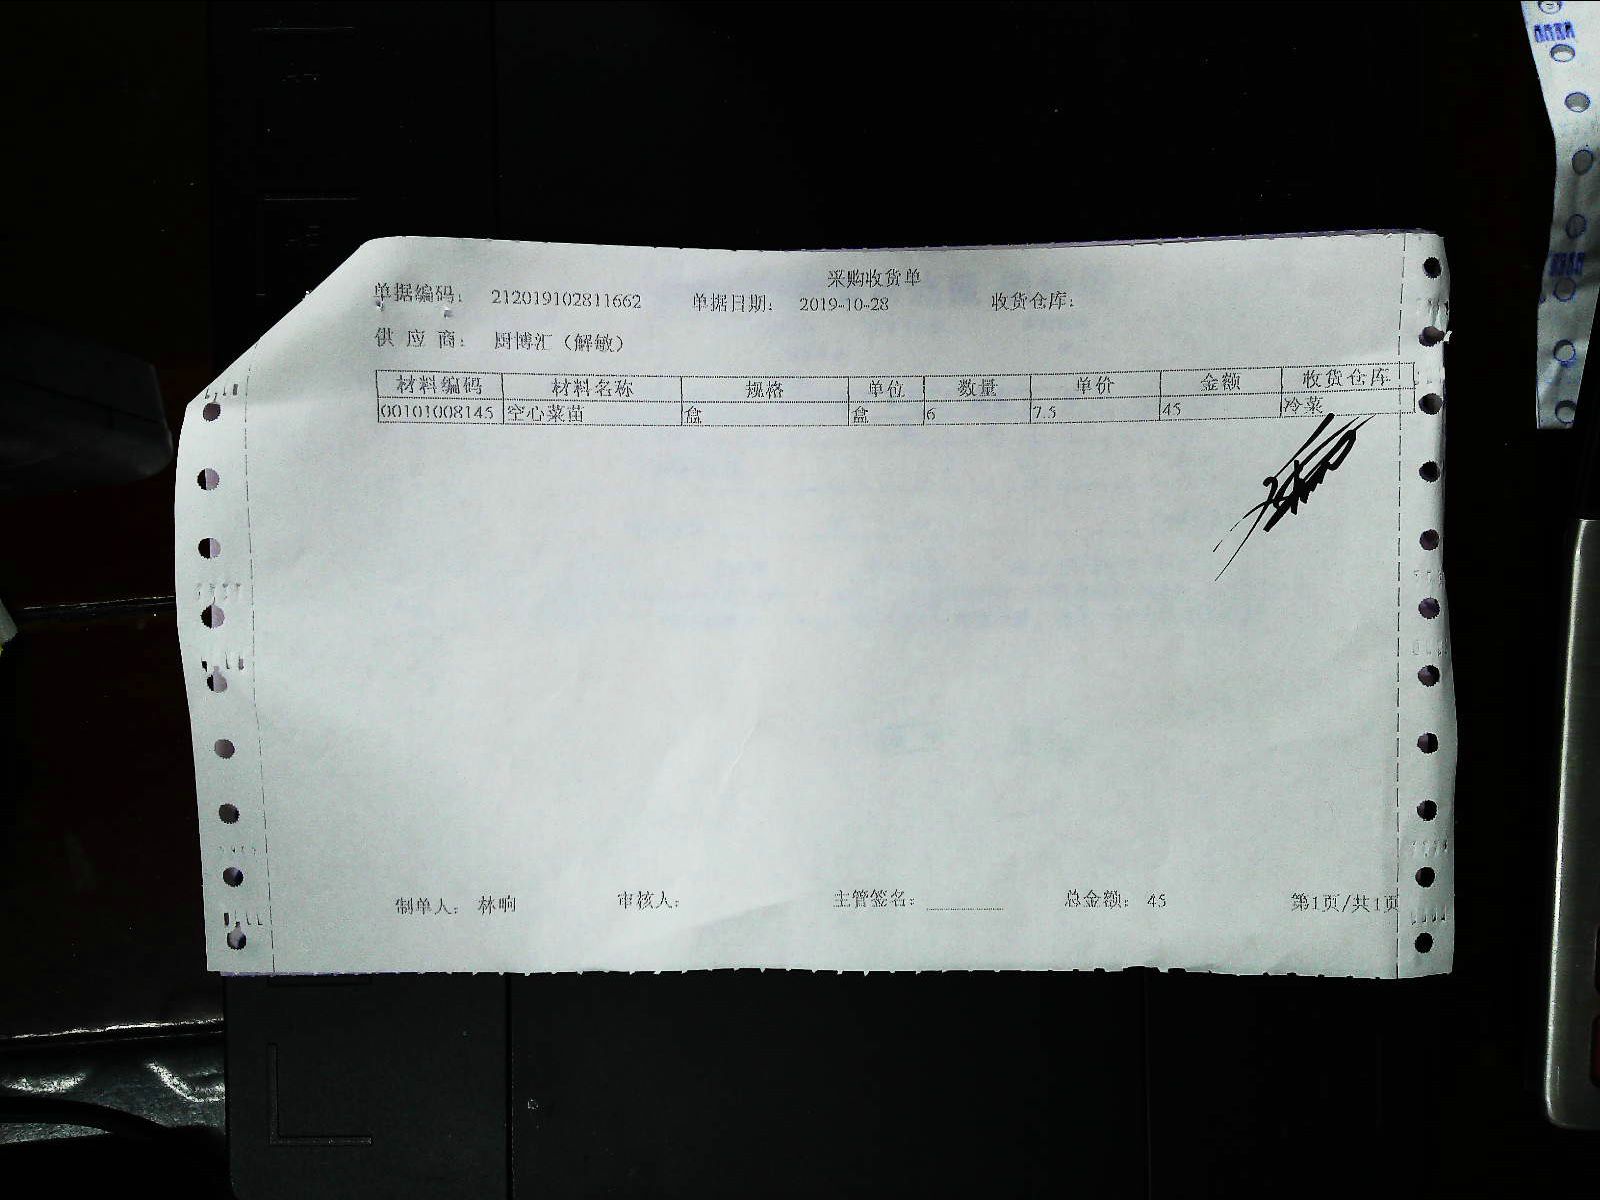 采购收货单
单据编码： 212019102811662 单据日期： 2019-10-28 收货仓库：
供 应 商： 厨博汇（解敏）
材料编码 材料名称 规格 单位 数量 单价 金额 收货仓库
00101008145 空心菜苗 盒 盒 6 7.5 45 冷菜
制单人： 林晌 审核人： 主管签名： 总金额： 45 第1页/共1页